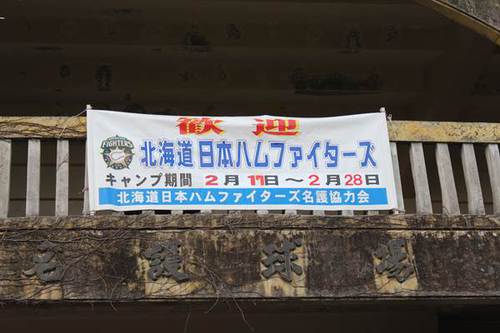 歓迎
FIGHTERS
北海道日本ハムファイターズ
キャンプ期間 2月17日～2月28日
北海道日本ハムファイターズ名護協力会
名護球場